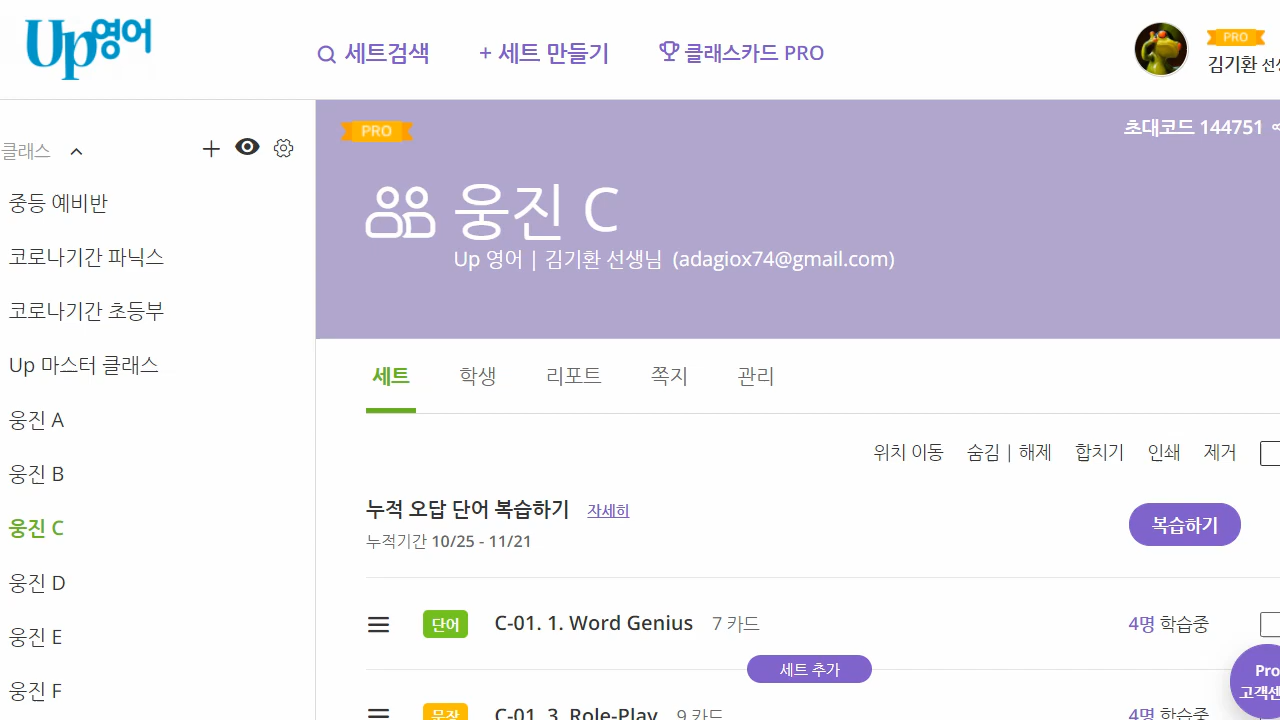 Up영어
세트검색
+ 세트 만들기
클래스카드 PRO
PRO
김기환 선생
클래스
중등 예비반
코로나기간 파닉스
코로나기간 초등부
Up 마스터 클래스
웅진 A
웅진 B
웅진 C
웅진 D
웅진 E
웅진 F
PRO
초대코드 144751
웅진 C
Up 영어 | 김기환 선생님 (adagiox74@gmail.com)
세트 학생 리포트 쪽지 관리
위치 이동 숨김 | 해제 합치기 인쇄 제거
누적 오답 단어 복습하기 자세히
누적기간 10/25 - 11/21
복습하기
단어 C-01. 1. Word Genius 7 카드 4명 학습중
세트 추가
문장 C-01. 3. Role-Play 9 카드 4명 학습중
Pro
고객센